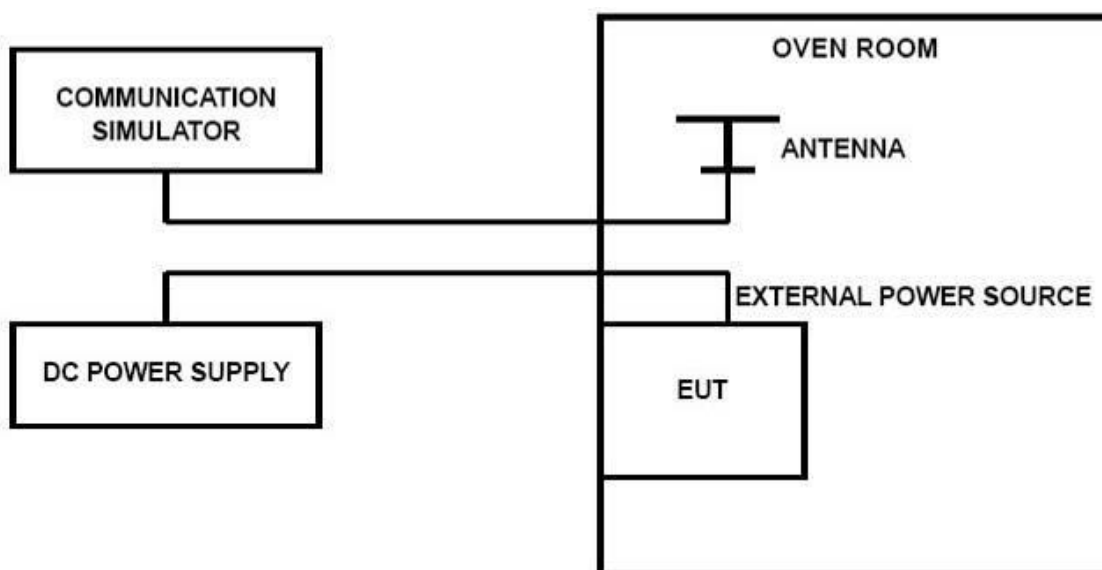 OVEN ROOM
COMMUNICATION
SIMULATOR
ANTENNA
EXTERNAL POWER SOURCE
DC POWER SUPPLY
EUT